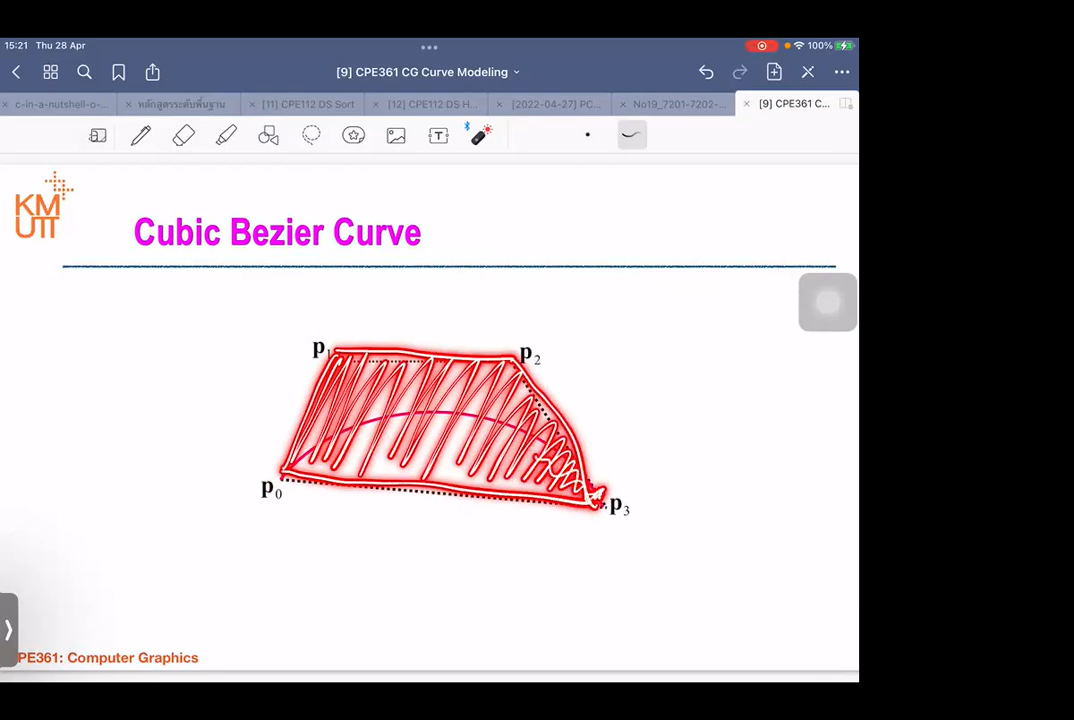 15:21 Thu 28 Apr
100%
[9] CPE361 CG Curve Modeling
c-in-a-nutshell-o-...
หลักสูตรระดับพื้นฐาน
[11] CPE112 DS Sort
[12] CPE112 DS H...
[2022-04-27] PC...
No19_7201-7202-...
[9] CPE361 C...
T
KM
UTT
Cubic Bezier Curve
p1
p2
p0
p3
PE361: Computer Graphics